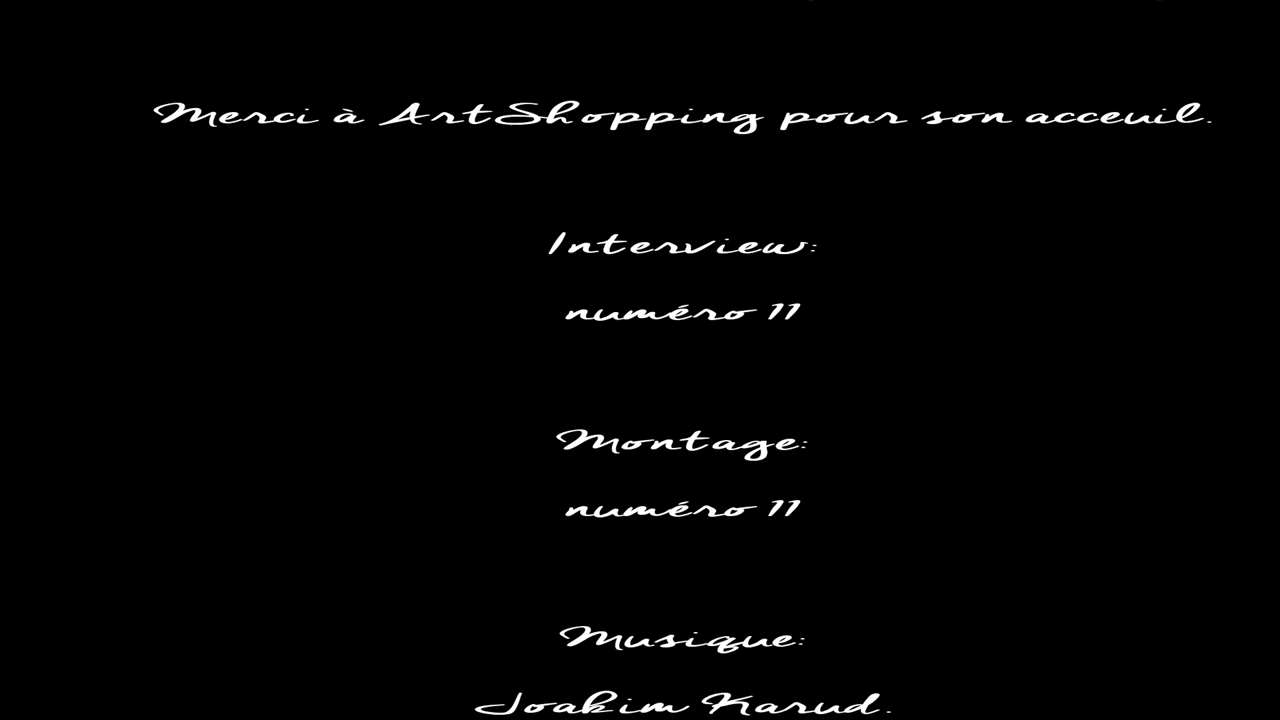 Merci à ArtShopping pour son acceuil.
Interview:
numéro 11
Montage:
numéro 11
Musique:
Joakim Karud.